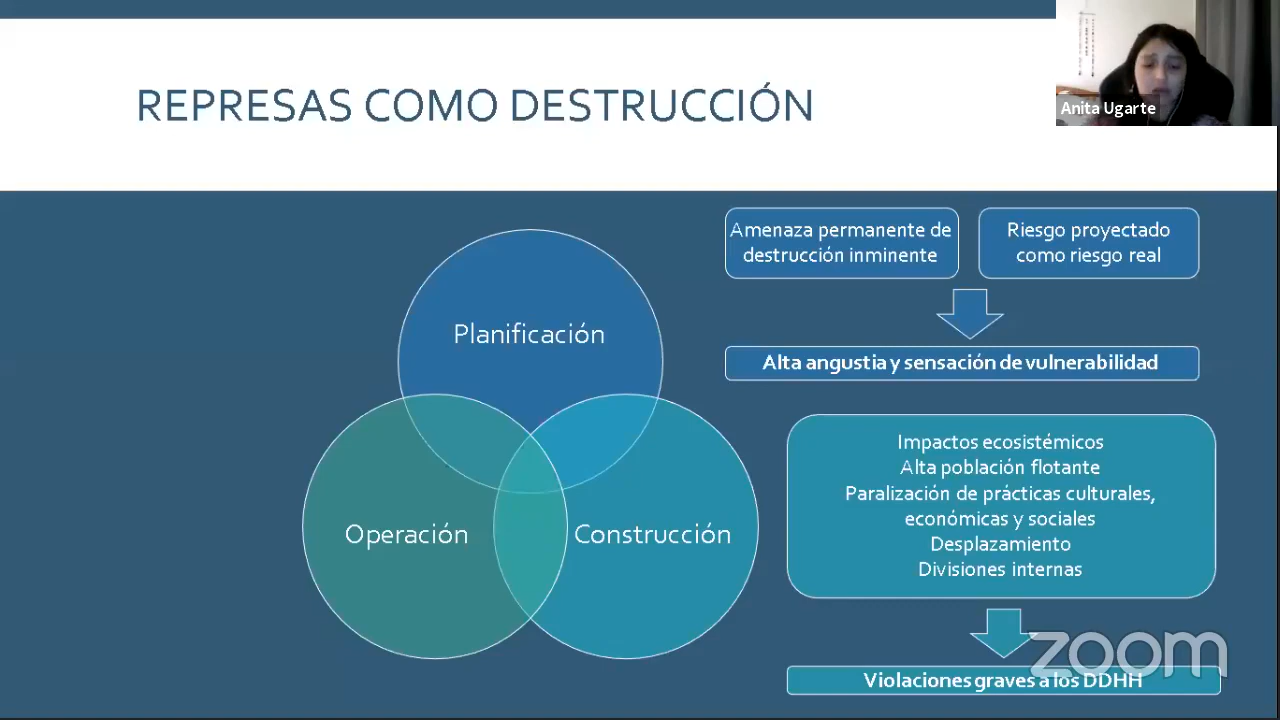 REPRESAS COMO DESTRUCCIÓN
Anita Ugarte
Planificación
Operación
Construcción
Amenaza permanente de
destrucción inminente
Riesgo proyectado
como riesgo real
Alta angustia y sensación de vulnerabilidad
Impactos ecosistémicos
Alta población flotante
Paralización de prácticas culturales,
económicas y sociales
Desplazamiento
Divisiones internas
Violaciones graves a los DDHH
zoom